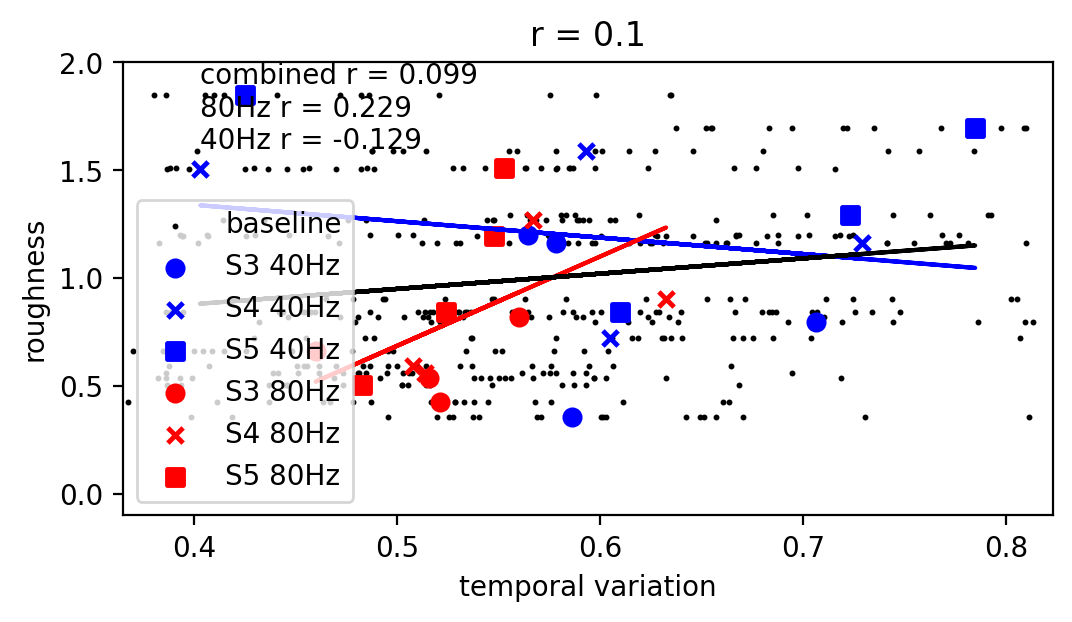 r = 0.1
combined r = 0.099
80Hz r = 0.229
40Hz r = -0.129
2.0
1.5
1.0
0.5
0.0
roughness
baseline
S3 40Hz
S4 40Hz
S5 40Hz
S3 80Hz
S4 80Hz
S5 80Hz
0.4 0.5 0.6 0.7 0.8
temporal variation